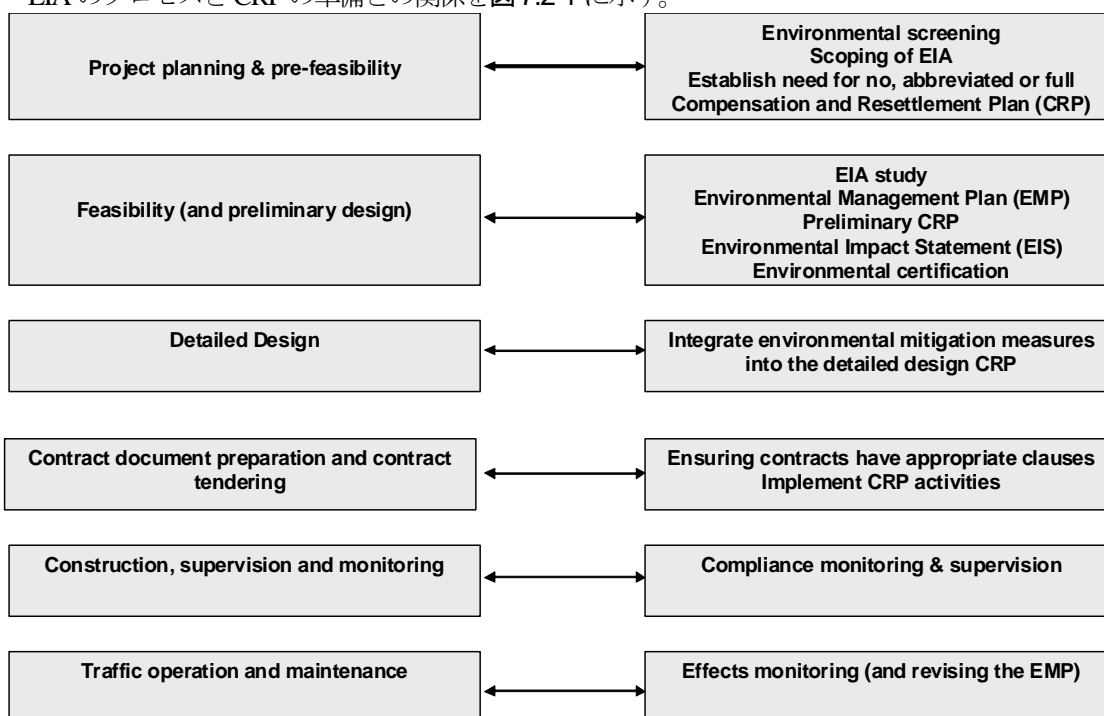 EIA のプロセスと CRP の準備との関係を図 7.2-1 に示す。
Project planning & pre-feasibility
Environmental screening
Scoping of EIA
Establish need for no, abbreviated or full
Compensation and Resettlement Plan (CRP)
Feasibility (and preliminary design)
EIA study
Environmental Management Plan (EMP)
Preliminary CRP
Environmental Impact Statement (EIS)
Environmental certification
Detailed Design
Integrate environmental mitigation measures
into the detailed design CRP
Contract document preparation and contract
tendering
Ensuring contracts have appropriate clauses
Implement CRP activities
Construction, supervision and monitoring
Compliance monitoring & supervision
Traffic operation and maintenance
Effects monitoring (and revising the EMP)